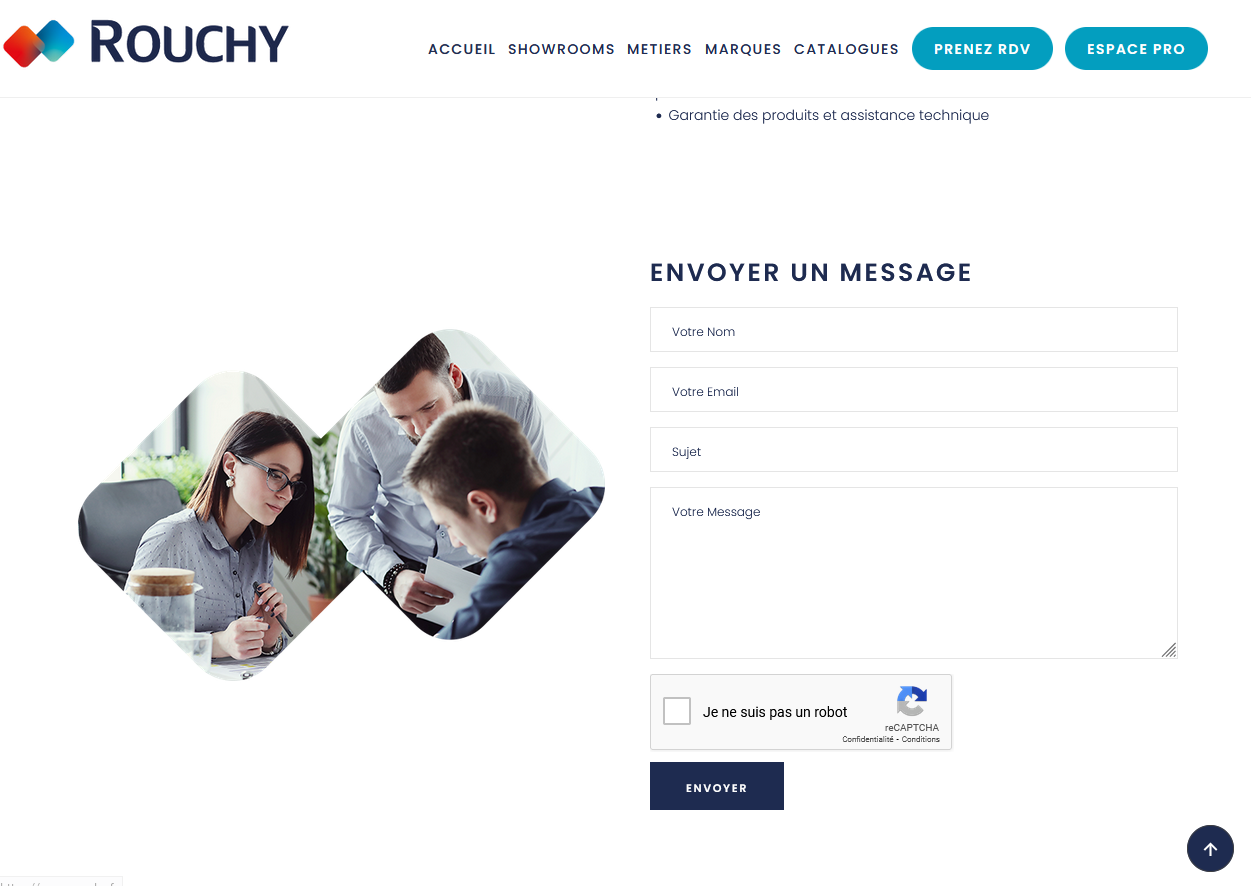 ROUCHY
ACCUEIL SHOWROOMS METIERS MARQUES CATALOGUES PRENEZ RDV ESPACE PRO
• Garantie des produits et assistance technique
ENVOYER UN MESSAGE
Votre Nom
Votre Email
Sujet
Votre Message
Je ne suis pas un robot
reCAPTCHA
Confidentialité - Conditions
ENVOYER